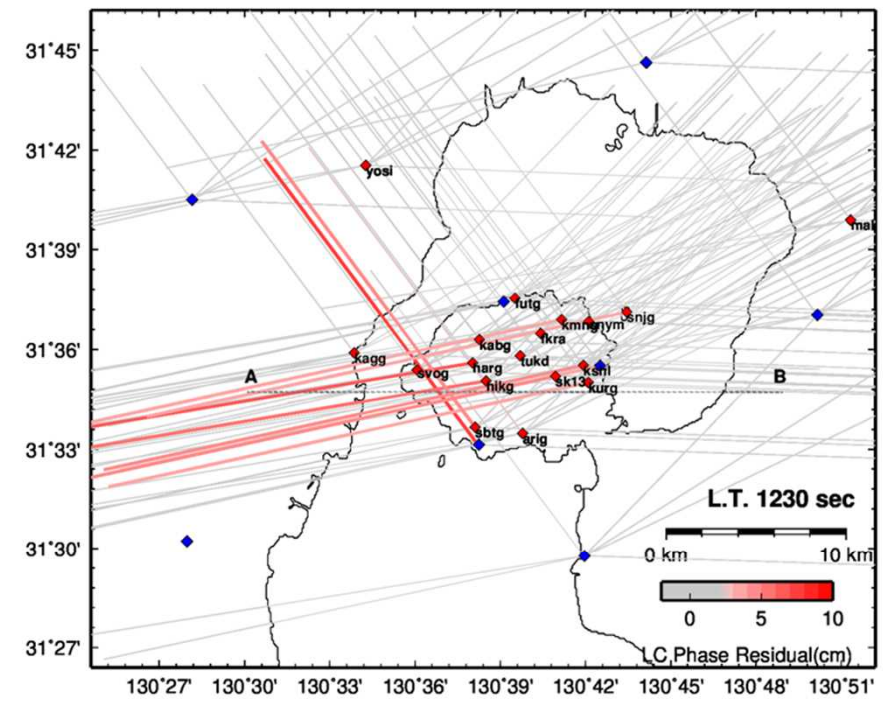 31°45'
31°42'
yosi
31°39'
mal
futg
snjg
kmng
nym
fkra
kabg
31°36'
kagg
tukd
harg
svog
ksnl
A
hikg
sk13
B
kurg
31°33'
sbtg
arig
L.T. 1230 sec
31°30'
0 km
10 km
0
5
10
31°27'
LC Phase Residual(cm)
130°27'
130°30'
130°33'
130°36'
130°39'
130°42'
130°45'
130°48'
130°51'